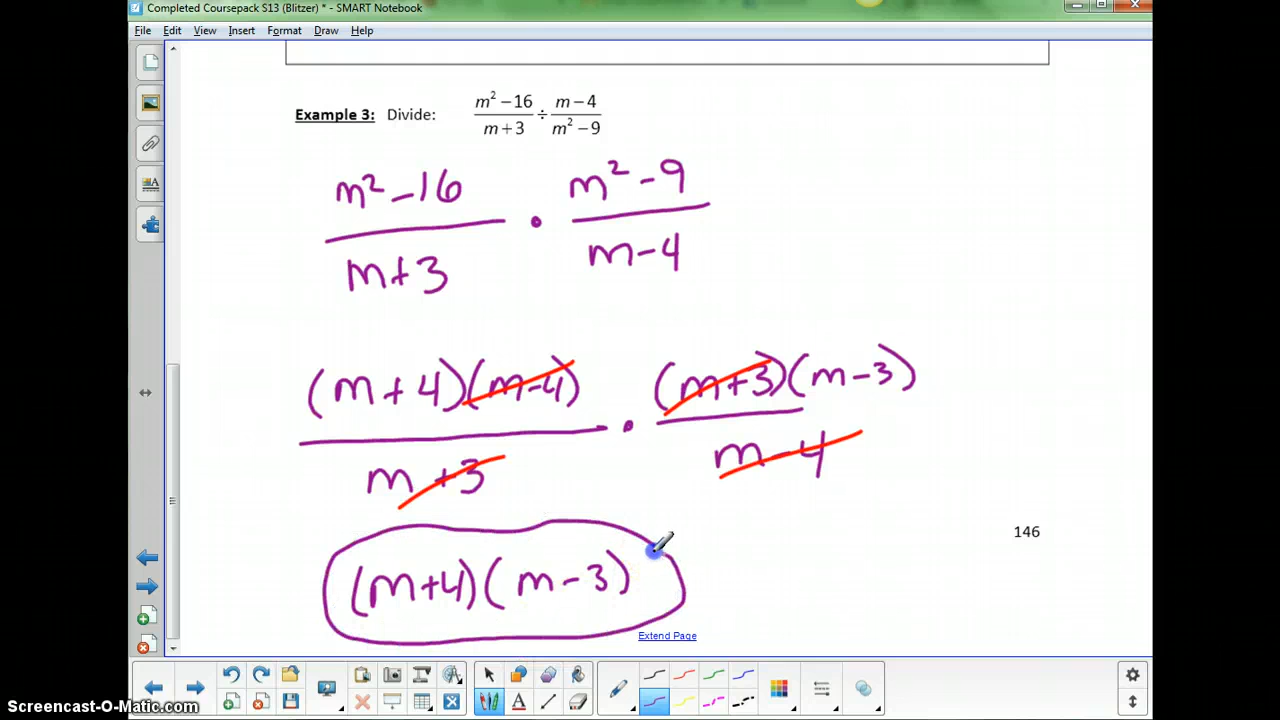 Completed Coursepack S13 (Blitzer) * - SMART Notebook
File Edit View Insert Format Draw Help
Example 3: Divide: m² − 16 / m + 3 ÷ m − 4 / m² − 9
m² − 16 / m + 3 • m² − 9 / m − 4
(m + 4)(m − 4) / m + 3 • (m + 3)(m − 3) / m − 4
146
(m + 4)(m − 3)
Extend Page
Screencast-O-Matic.com